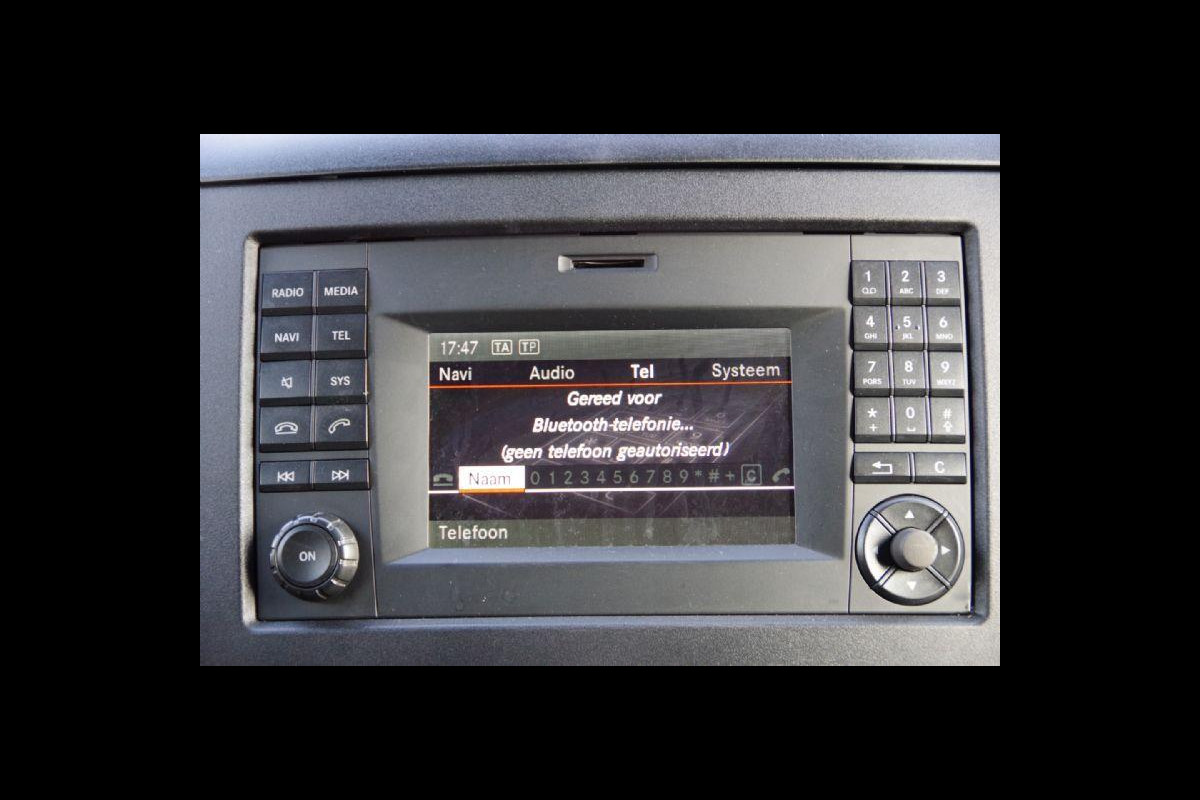 RADIO MEDIA
NAVI TEL
SYS
ON
17:47 TA TP
Navi Audio Tel Systeem
Gereed voor
Bluetooth-telefonie...
(geen telefoon geautoriseerd)
Naam 0 1 2 3 4 5 6 7 8 9 * # + C
Telefoon
1 2 3
ABC DEF
4 5 6
GHI JKL MNO
7 8 9
PQRS TUV WXYZ
* 0 #
+
C